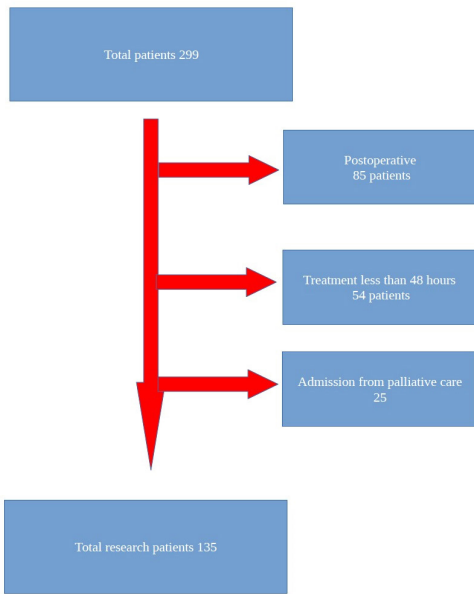 Total patients 299
Postoperative
85 patients
Treatment less than 48 hours
54 patients
Admission from palliative care
25
Total research patients 135